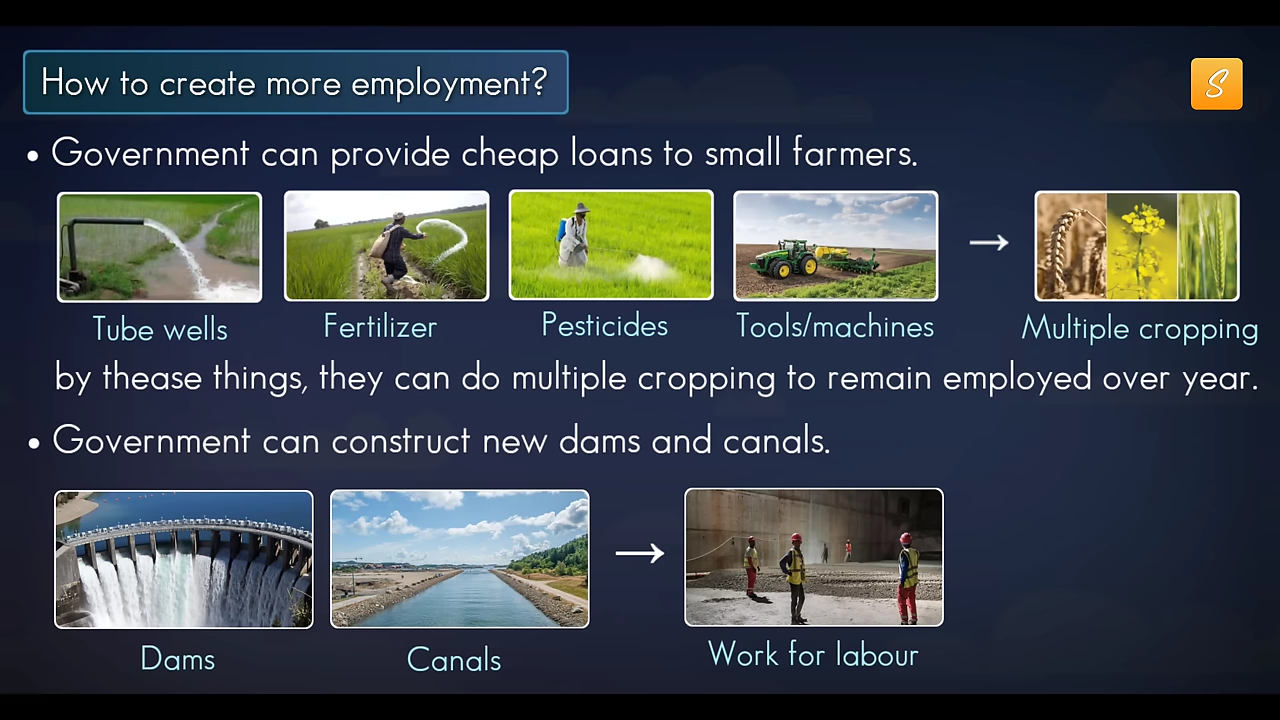 How to create more employment?
S
• Government can provide cheap loans to small farmers.
Tube wells Fertilizer Pesticides Tools/machines → Multiple cropping
by thease things, they can do multiple cropping to remain employed over year.
• Government can construct new dams and canals.
Dams Canals → Work for labour